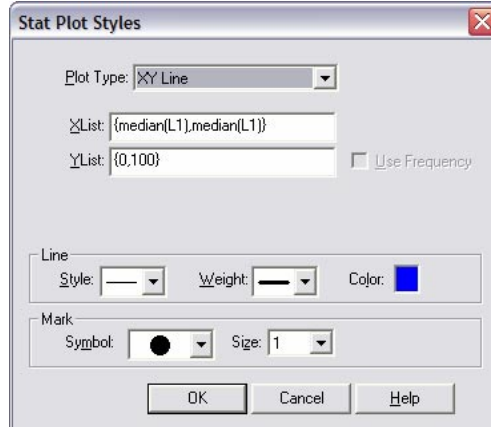 Stat Plot Styles
Plot Type: XY Line
XList: {median(L1),median(L1)}
YList: {0,100}
Use Frequency
Line
Style:
Weight:
Color:
Mark
Symbol:
Size: 1
OK
Cancel
Help